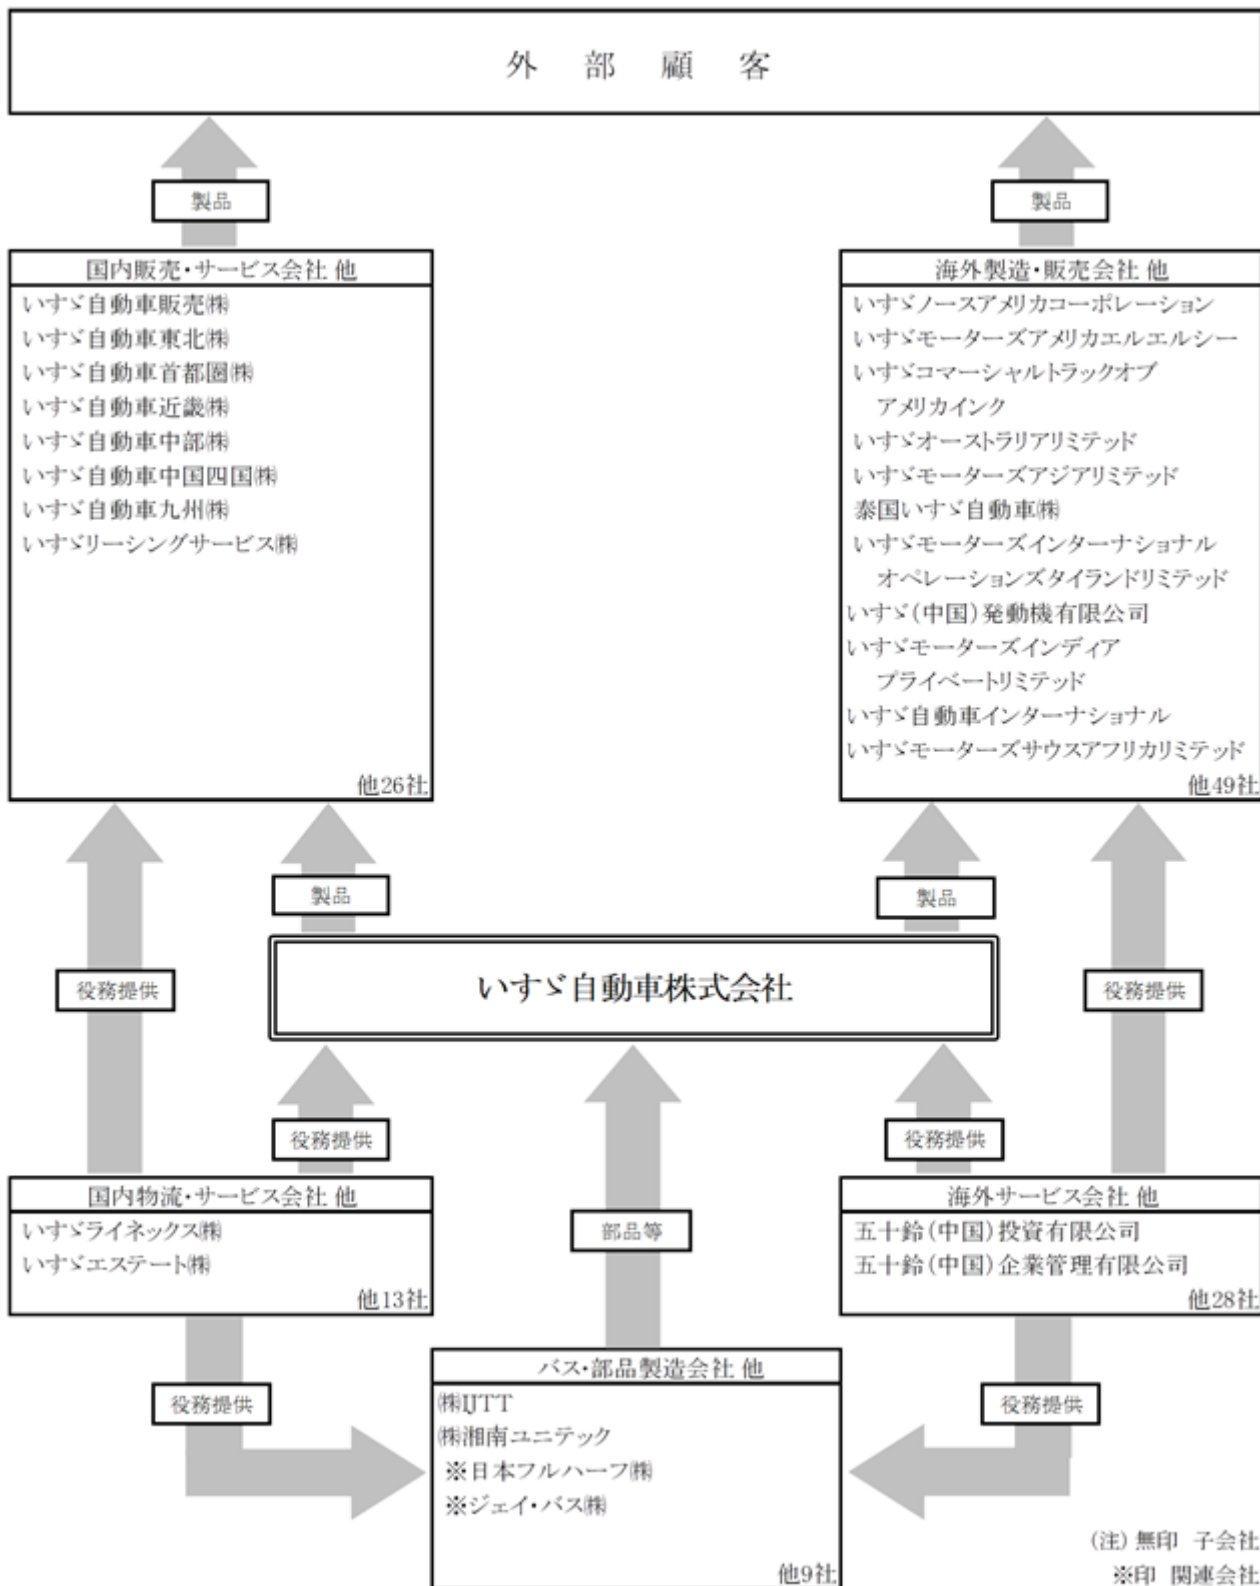 外部顧客
製品
製品
国内販売・サービス会社 他
いすゞ自動車販売㈱
いすゞ自動車東北㈱
いすゞ自動車首都圏㈱
いすゞ自動車近畿㈱
いすゞ自動車中部㈱
いすゞ自動車中国四国㈱
いすゞ自動車九州㈱
いすゞリーシングサービス㈱
他26社
海外製造・販売会社 他
いすゞノースアメリカコーポレーション
いすゞモーターズアメリカエルエルシー
いすゞコマーシャルトラックオブ
アメリカインク
いすゞオーストラリアリミテッド
いすゞモーターズアジアリミテッド
泰国いすゞ自動車㈱
いすゞモーターズインターナショナル
オペレーションズタイランドリミテッド
いすゞ(中国)発動機有限公司
いすゞモーターズインディア
プライベートリミテッド
いすゞ自動車インターナショナル
いすゞモーターズサウスアフリカリミテッド
他49社
製品
製品
役務提供
いすゞ自動車株式会社
役務提供
役務提供
役務提供
国内物流・サービス会社 他
いすゞライネックス㈱
いすゞエステート㈱
他13社
部品等
海外サービス会社 他
五十鈴(中国)投資有限公司
五十鈴(中国)企業管理有限公司
他28社
役務提供
役務提供
バス・部品製造会社 他
㈱IJTT
㈱湘南ユニテック
※日本フルハーフ㈱
※ジェイ・バス㈱
他9社
(注) 無印 子会社
※印 関連会社